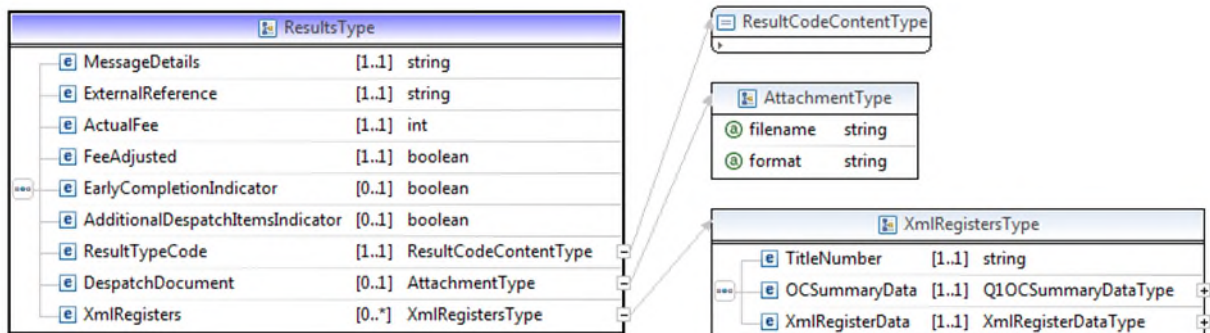 ResultsType
MessageDetails [1..1] string
ExternalReference [1..1] string
ActualFee [1..1] int
FeeAdjusted [1..1] boolean
EarlyCompletionIndicator [0..1] boolean
AdditionalDespatchItemsIndicator [0..1] boolean
ResultTypeCode [1..1] ResultCodeContentType
DespatchDocument [0..1] AttachmentType
XmlRegisters [0..*] XmlRegistersType
ResultCodeContentType
AttachmentType
filename string
format string
XmlRegistersType
TitleNumber [1..1] string
OCSummaryData [1..1] Q1OCSummaryDataType
XmlRegisterData [1..1] XmlRegisterDataType